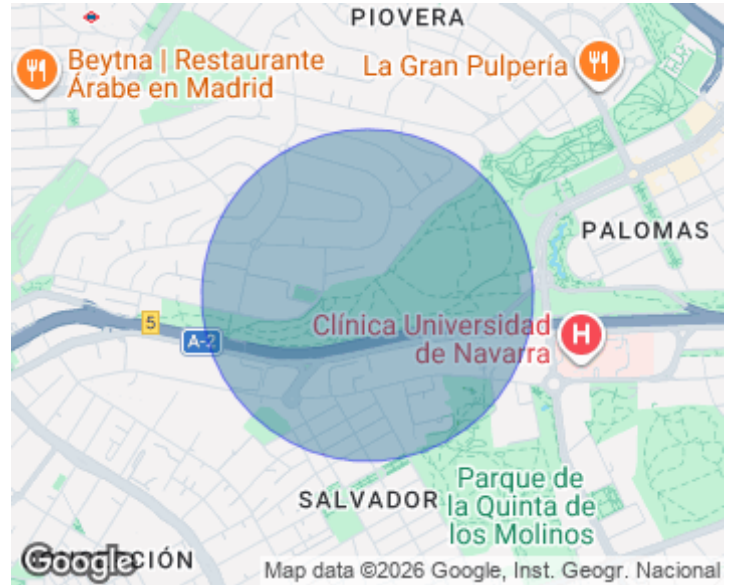 PIOVERA
Beytna | Restaurante
Árabe en Madrid
La Gran Pulpería
PALOMAS
5
A-2
Clínica Universidad
de Navarra
H
SALVADOR
Parque de
la Quinta de
los Molinos
Google
CIÓN
Map data ©2026 Google, Inst. Geogr. Nacional